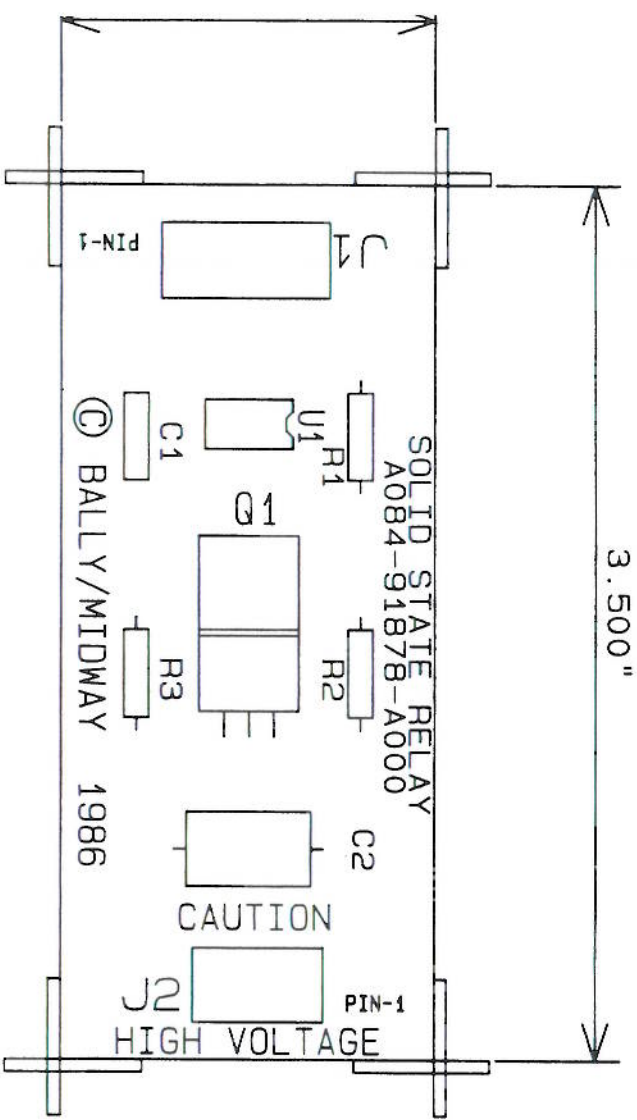 J1
PIN-1
U1
R1
C1
SOLID STATE RELAY
A084-91878-A000
3.500"
Q1
R2
R3
© BALLY/MIDWAY 1986
C2
CAUTION
J2
PIN-1
HIGH VOLTAGE